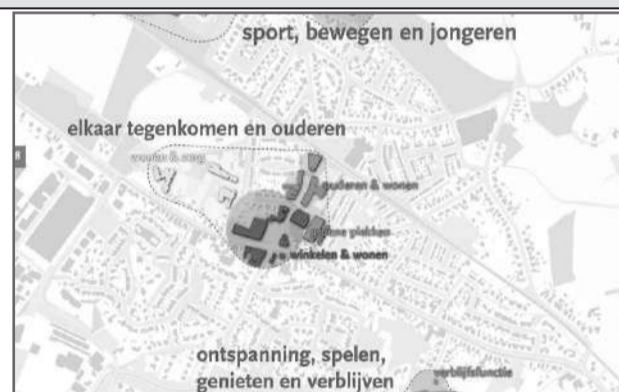 sport, bewegen en jongeren
elkaar tegenkomen en ouderen
wonen & zorg
ouderen & wonen
groene plekken
winkelen & wonen
ontspanning, spelen,
genieten en verblijven
verblijfsfunctie